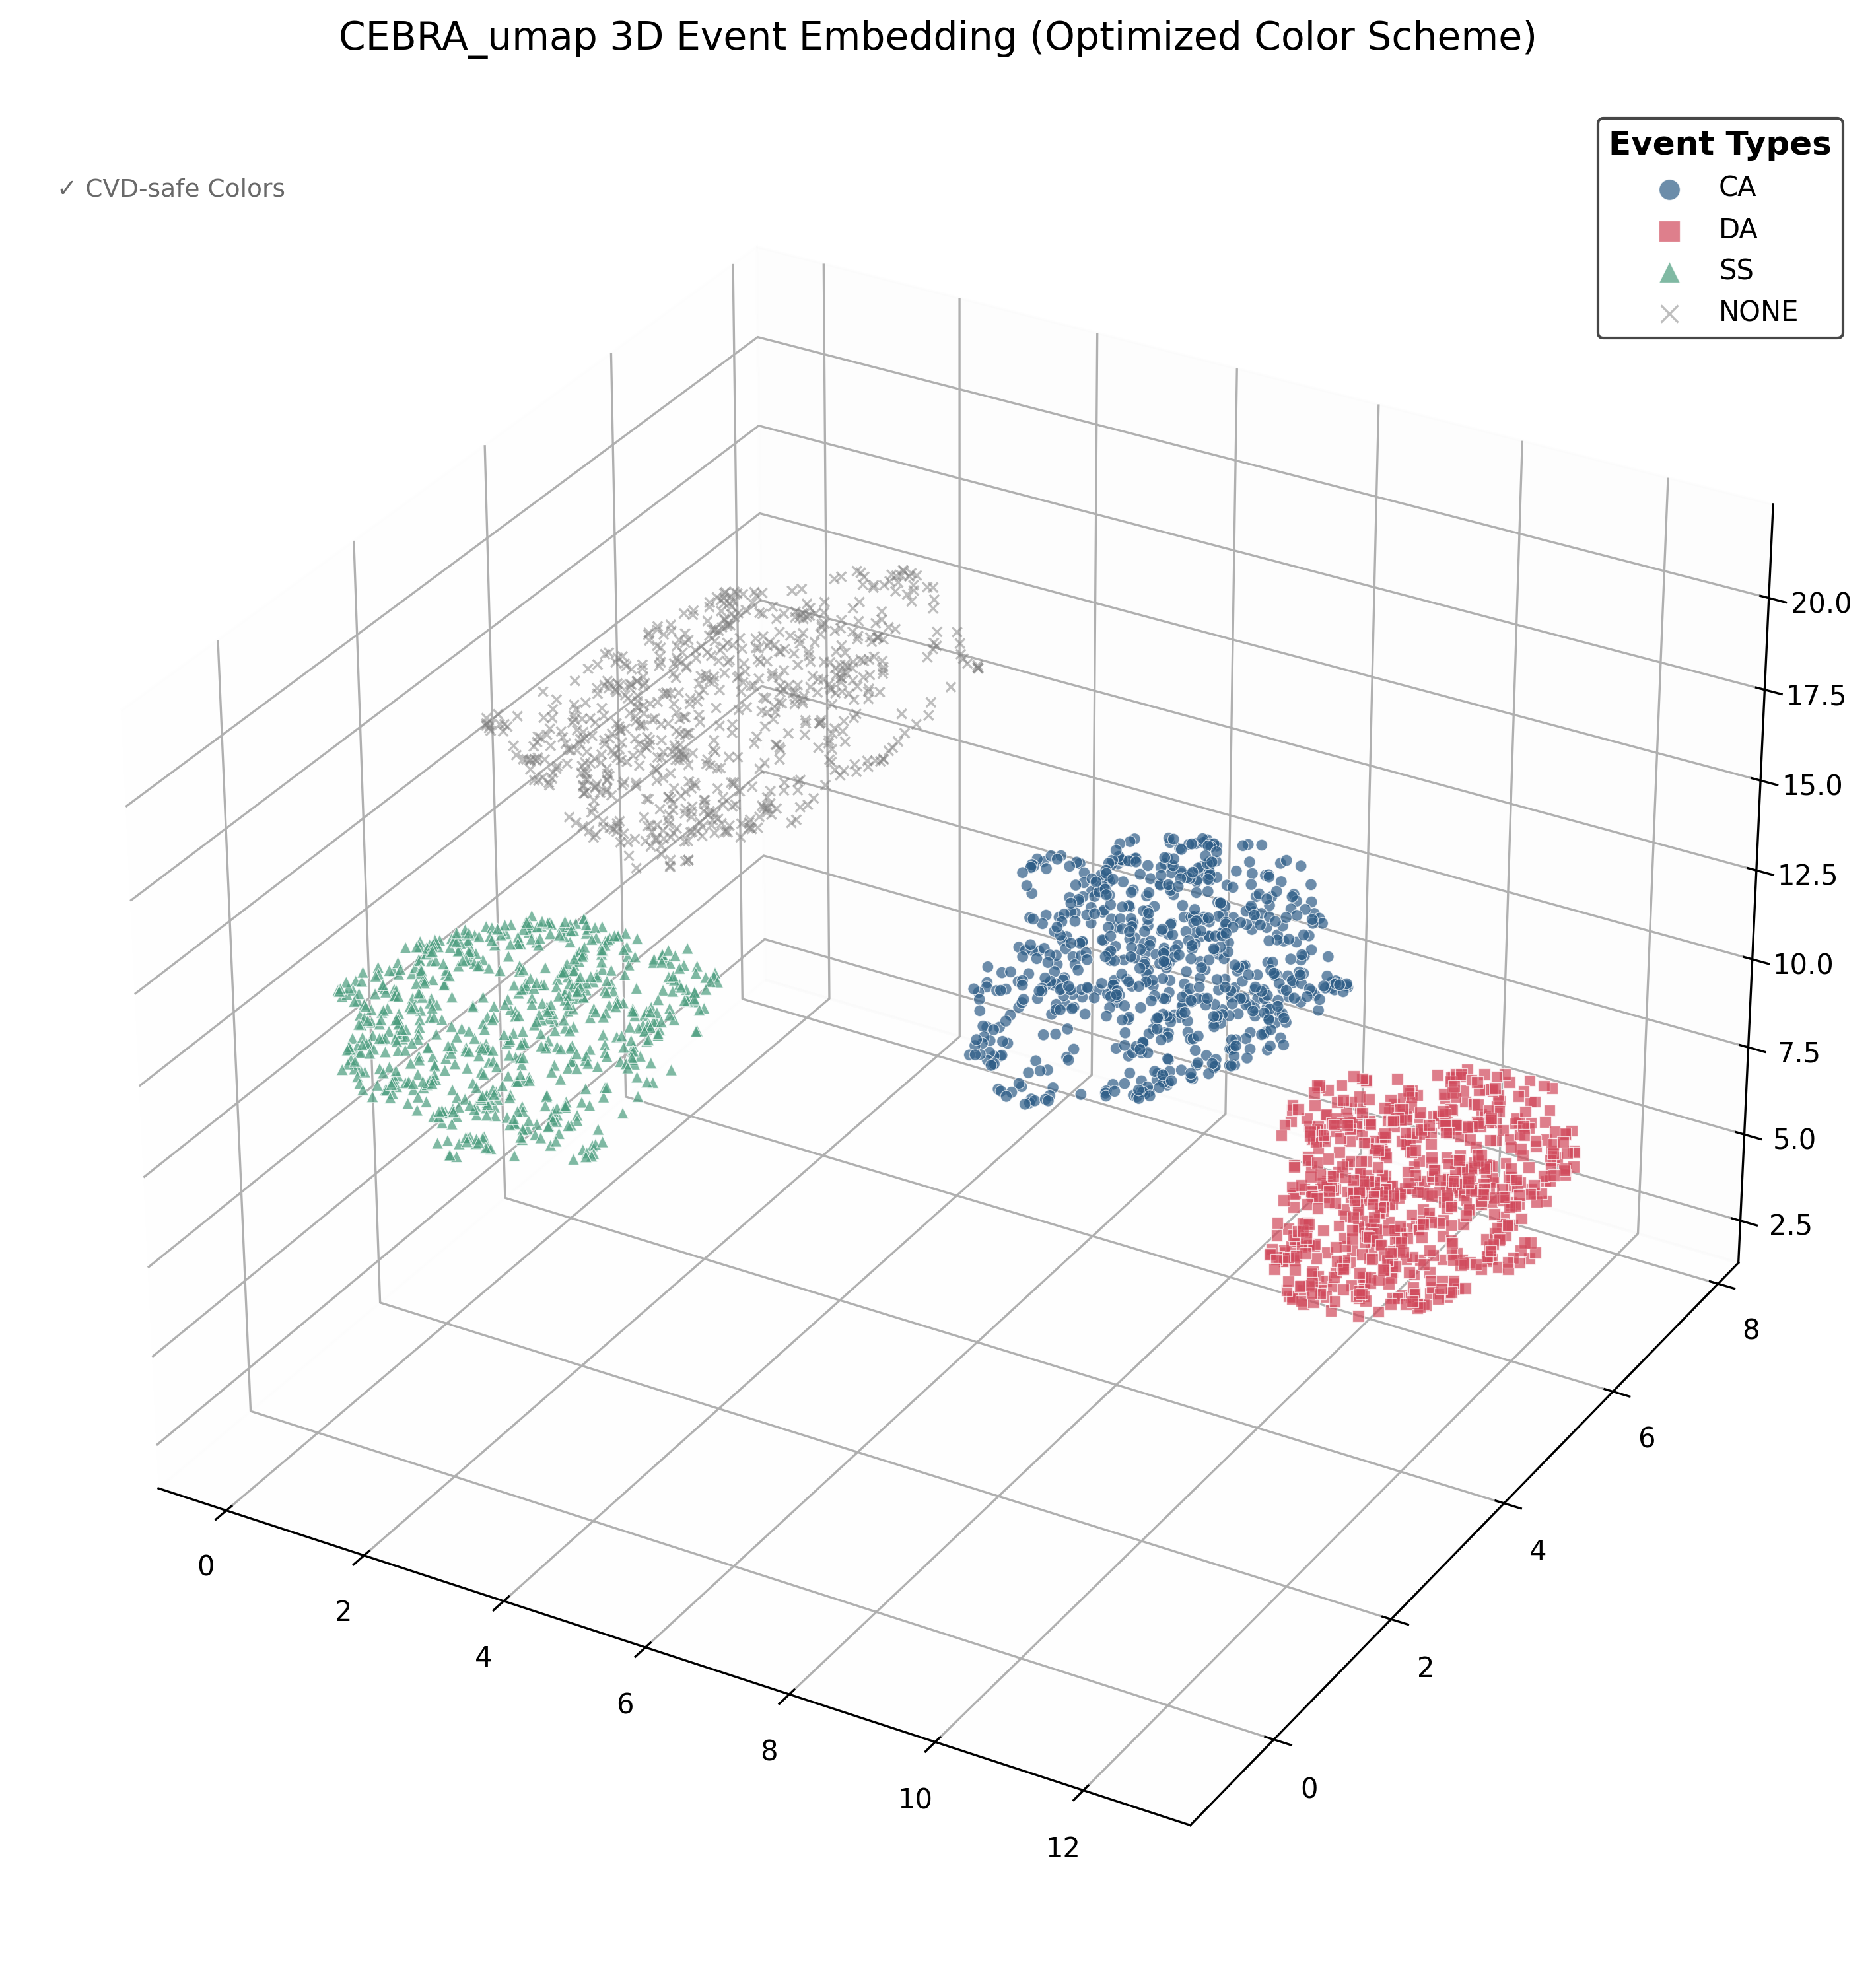 CEBRA_umap 3D Event Embedding (Optimized Color Scheme)
✓ CVD-safe Colors
Event Types
CA
DA
SS
NONE
20.0
17.5
15.0
12.5
10.0
7.5
5.0
2.5
8
6
4
2
0
0
2
4
6
8
10
12